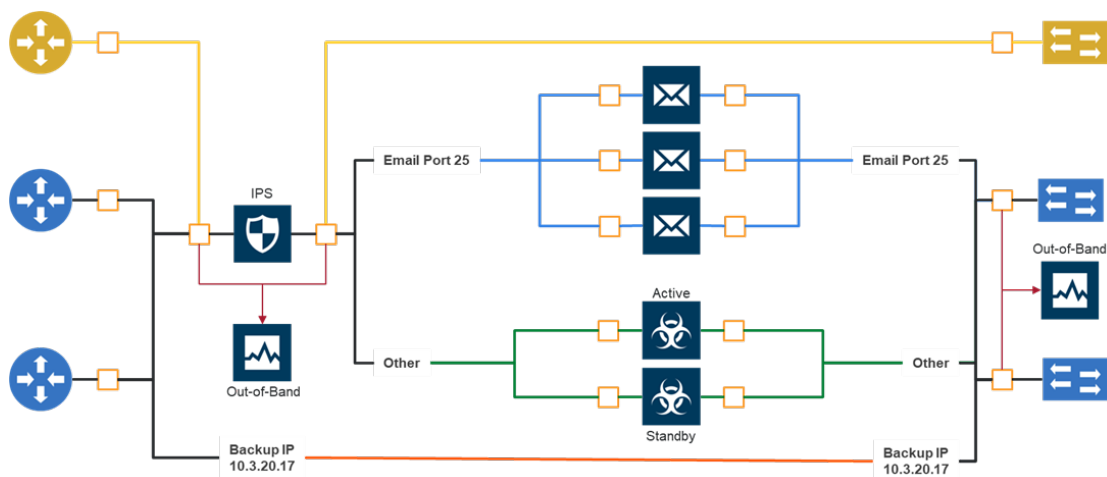 Email Port 25
Email Port 25
IPS
Out-of-Band
Active
Other
Other
Out-of-Band
Standby
Backup IP
10.3.20.17
Backup IP
10.3.20.17